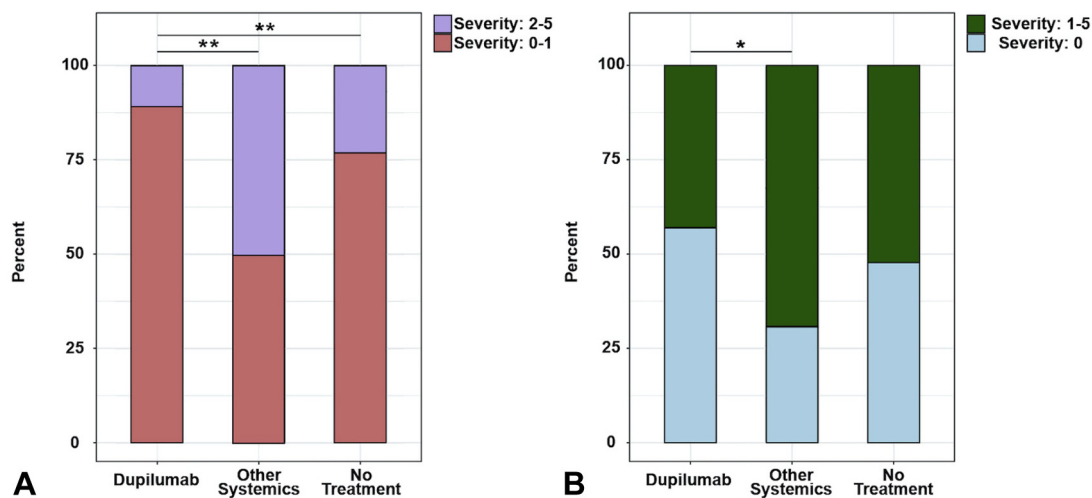 **
**
Severity: 2-5
Severity: 0-1
100
75
50
25
0
Percent
Dupilumab
Other
Systemics
No
Treatment
A
*
Severity: 1-5
Severity: 0
100
75
50
25
0
Percent
Dupilumab
Other
Systemics
No
Treatment
B